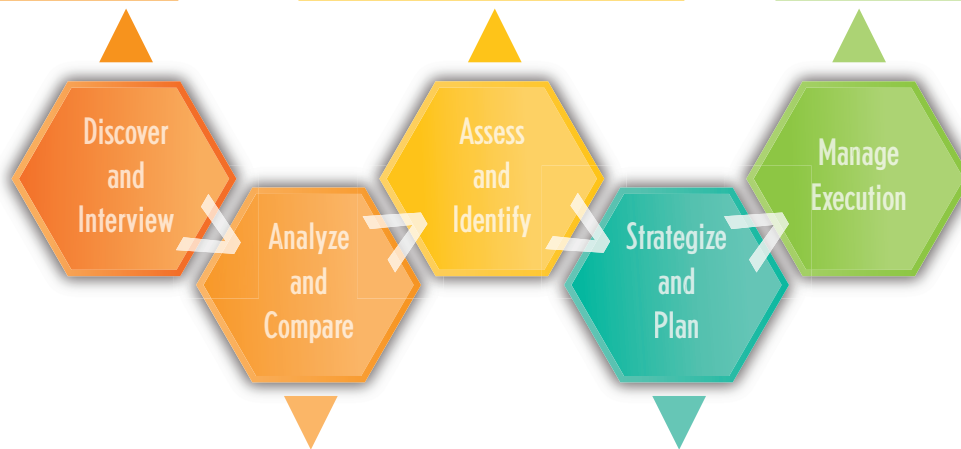 Discover
and
Interview
Analyze
and
Compare
Assess
and
Identify
Strategize
and
Plan
Manage
Execution